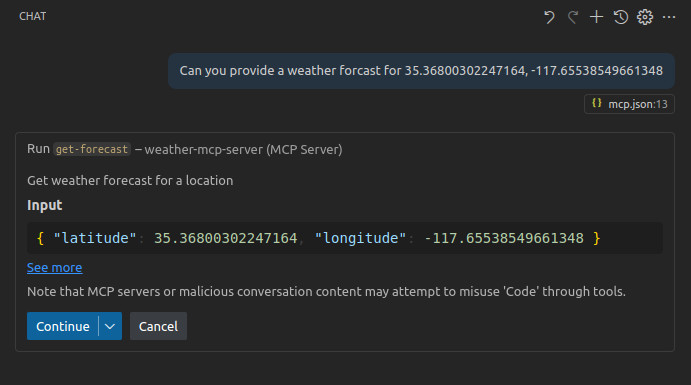 CHAT
Can you provide a weather forcast for 35.36800302247164, -117.65538549661348
{} mcp.json:13
Run get-forecast – weather-mcp-server (MCP Server)
Get weather forecast for a location
Input
{ "latitude": 35.36800302247164, "longitude": -117.65538549661348 }
See more
Note that MCP servers or malicious conversation content may attempt to misuse 'Code' through tools.
Continue Cancel